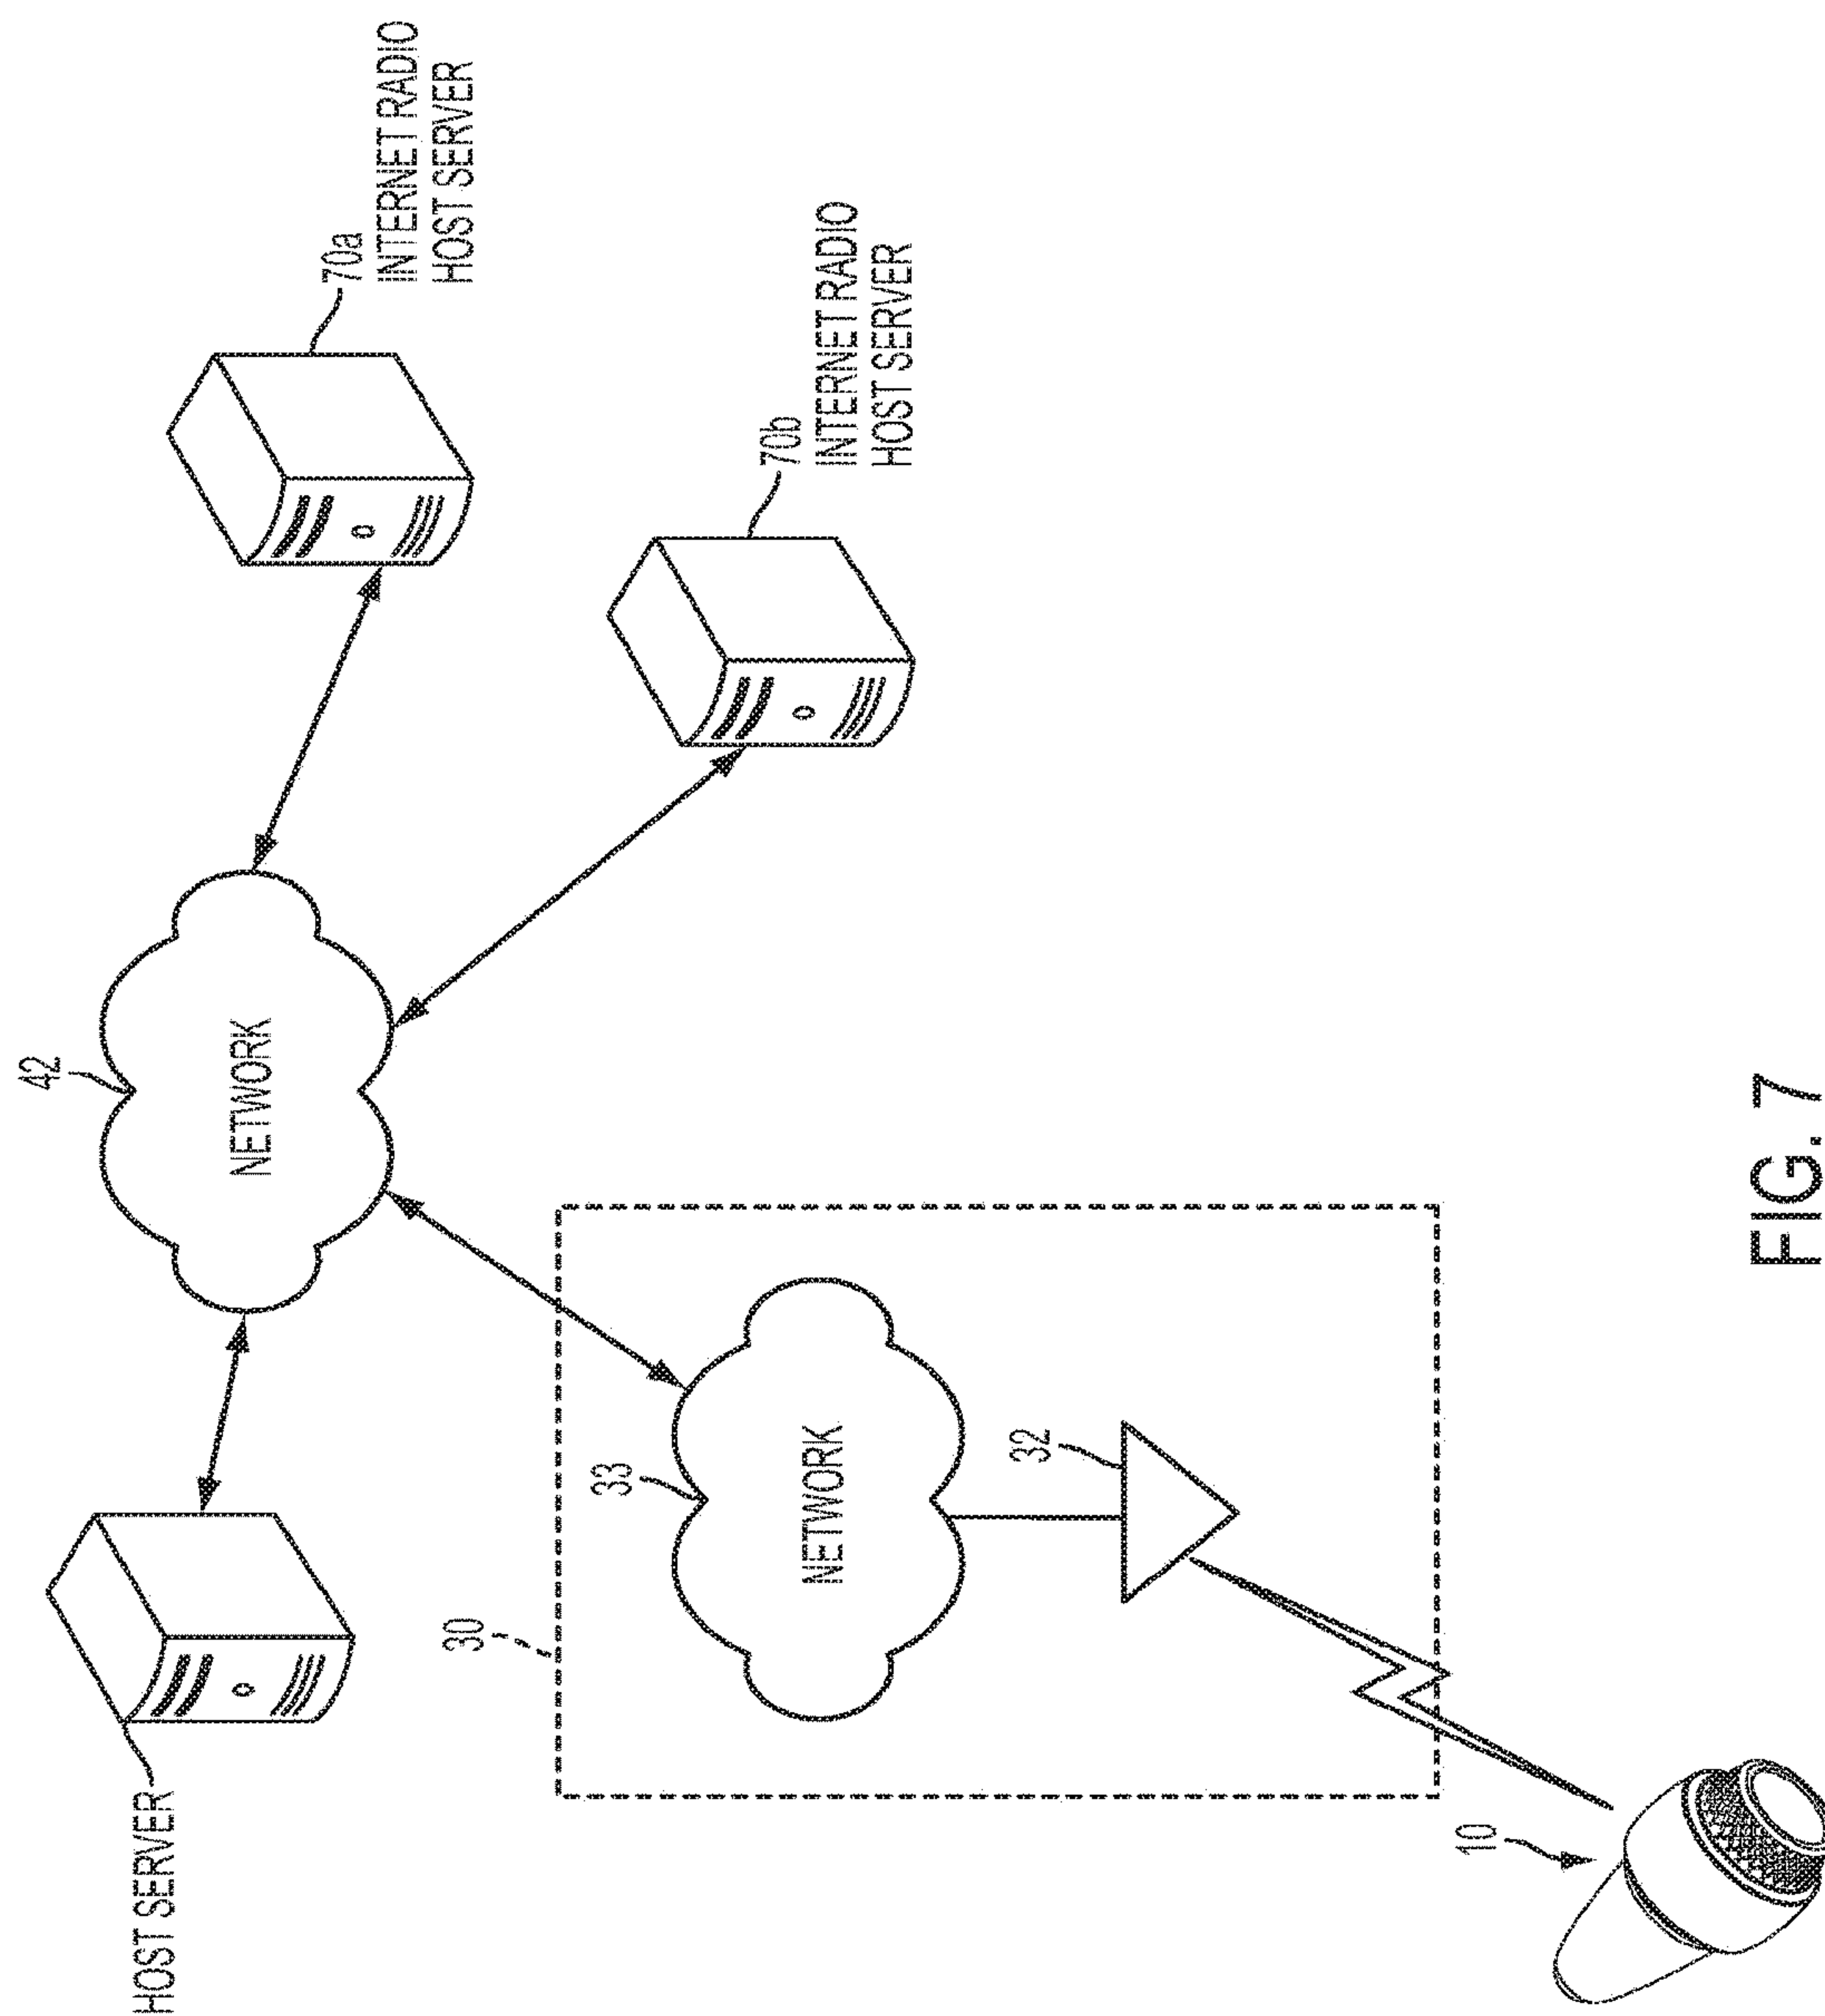 HOST SERVER
42
NETWORK
70a
INTERNET RADIO
HOST SERVER
70b
INTERNET RADIO
HOST SERVER
30
33
NETWORK
32
10
FIG. 7